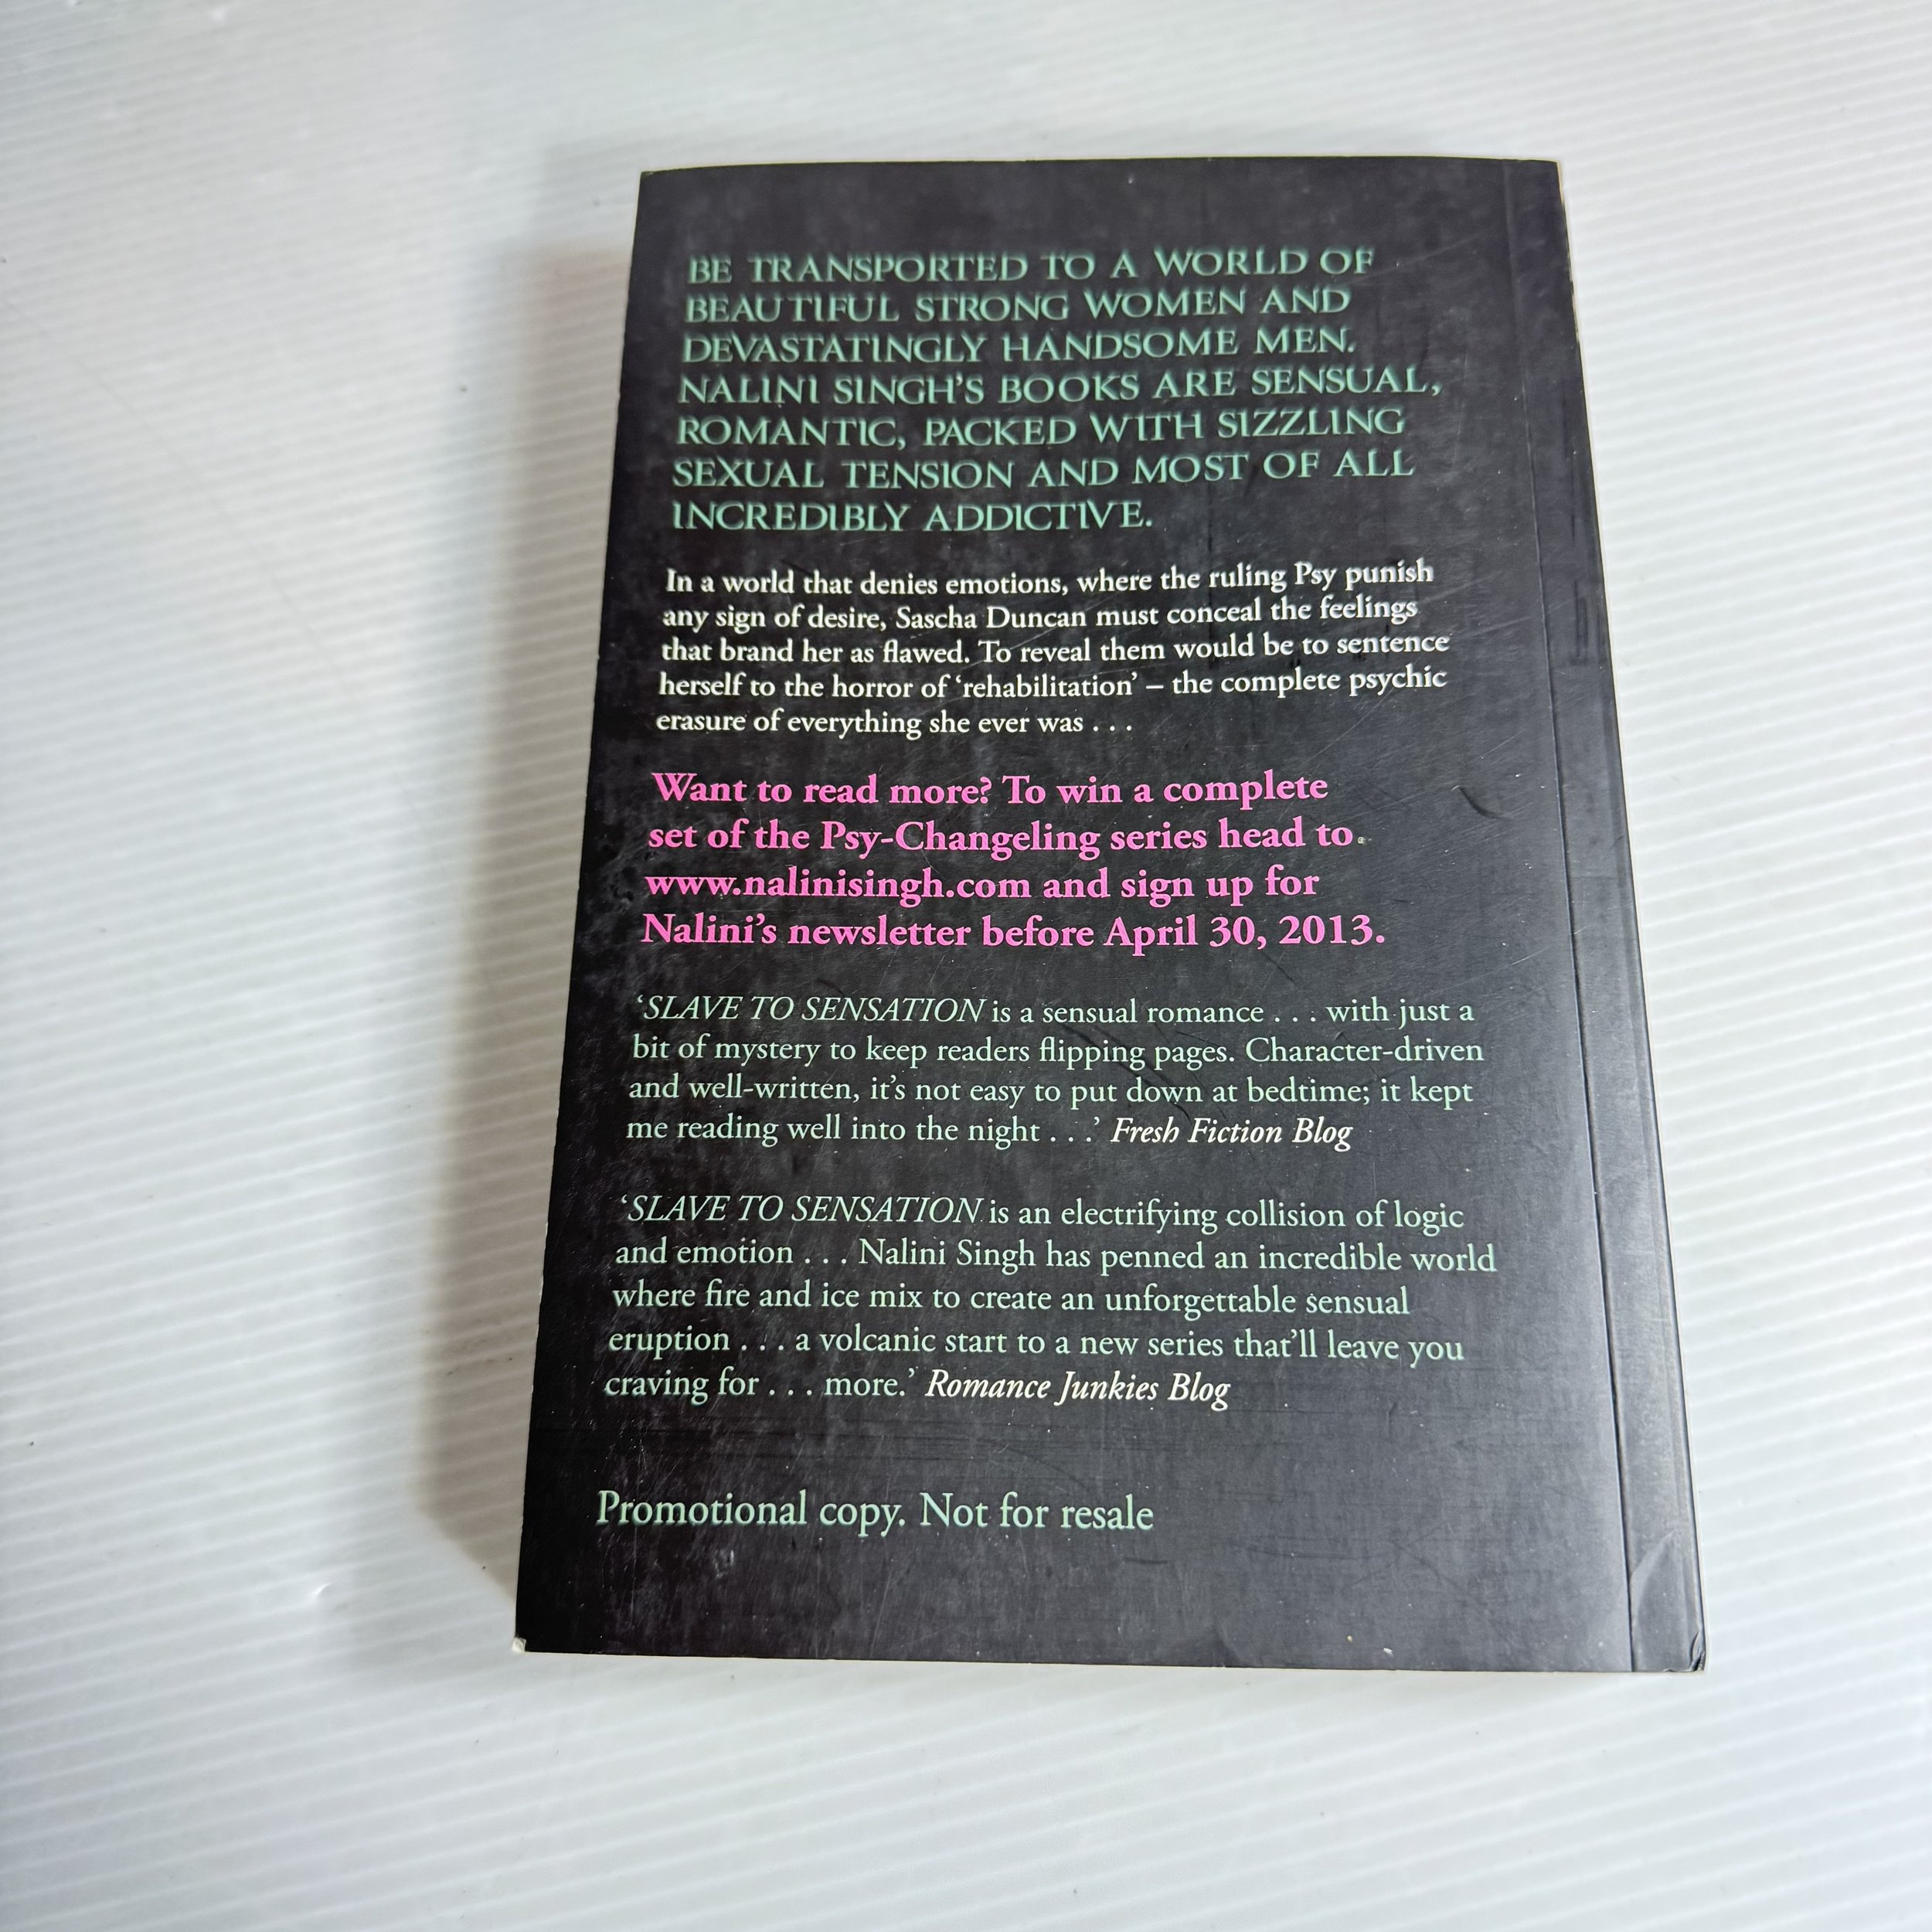 BE TRANSPORTED TO A WORLD OF
BEAUTIFUL STRONG WOMEN AND
DEVASTATINGLY HANDSOME MEN.
NALINI SINGH'S BOOKS ARE SENSUAL,
ROMANTIC, PACKED WITH SIZZLING
SEXUAL TENSION AND MOST OF ALL
INCREDIBLY ADDICTIVE.
In a world that denies emotions, where the ruling Psy punish
any sign of desire, Sascha Duncan must conceal the feelings
that brand her as flawed. To reveal them would be to sentence
herself to the horror of 'rehabilitation' – the complete psychic
erasure of everything she ever was . . .
Want to read more? To win a complete
set of the Psy-Changeling series head to
www.nalinisingh.com and sign up for
Nalini's newsletter before April 30, 2013.
'SLAVE TO SENSATION is a sensual romance . . . with just a
bit of mystery to keep readers flipping pages. Character-driven
and well-written, it's not easy to put down at bedtime; it kept
me reading well into the night . . .' Fresh Fiction Blog
'SLAVE TO SENSATION is an electrifying collision of logic
and emotion . . . Nalini Singh has penned an incredible world
where fire and ice mix to create an unforgettable sensual
eruption . . . a volcanic start to a new series that'll leave you
craving for . . . more.' Romance Junkies Blog
Promotional copy. Not for resale